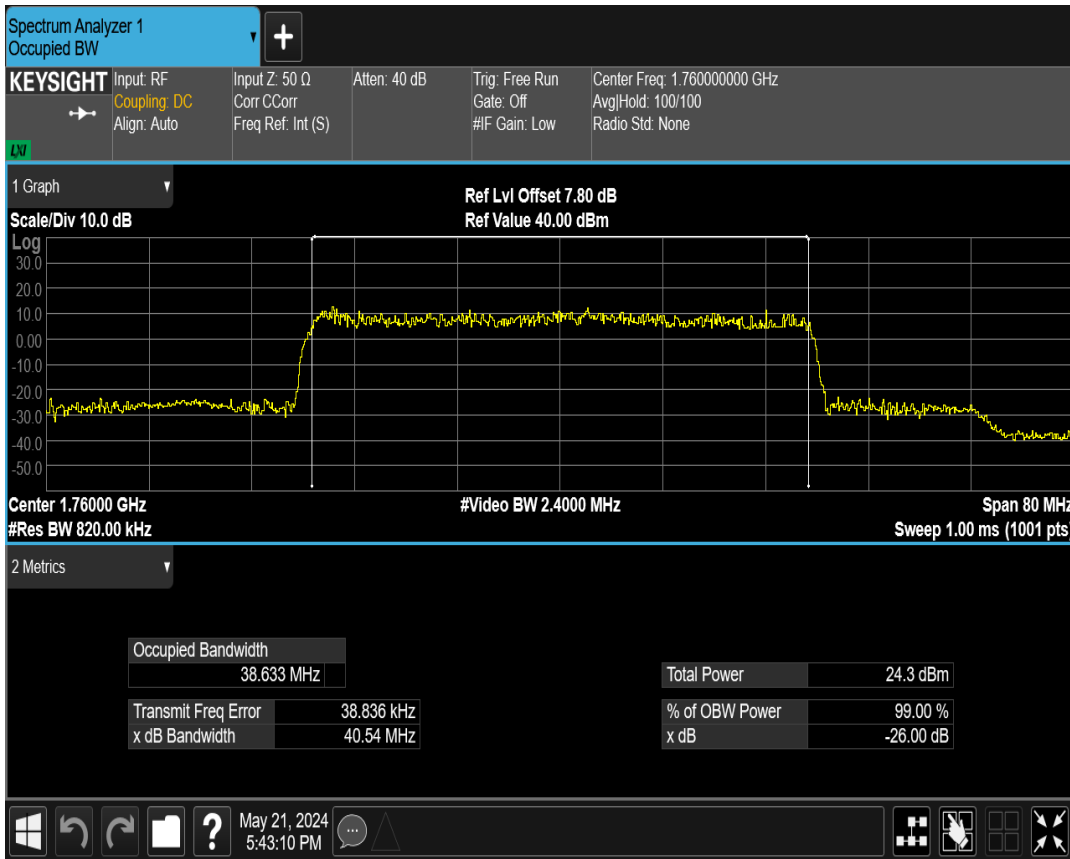 Spectrum Analyzer 1
Occupied BW
+
KEYSIGHT
LXI
Input: RF
Coupling: DC
Align: Auto
Input Z: 50 Ω
Corr CCorr
Freq Ref: Int (S)
Atten: 40 dB
Trig: Free Run
Gate: Off
#IF Gain: Low
Center Freq: 1.760000000 GHz
Avg|Hold: 100/100
Radio Std: None
1 Graph
Scale/Div 10.0 dB
Ref Lvl Offset 7.80 dB
Ref Value 40.00 dBm
Log
30.0
20.0
10.0
0.00
-10.0
-20.0
-30.0
-40.0
-50.0
Center 1.76000 GHz
#Video BW 2.4000 MHz
Span 80 MHz
#Res BW 820.00 kHz
Sweep 1.00 ms (1001 pts)
2 Metrics
Occupied Bandwidth
38.633 MHz
Total Power 24.3 dBm
Transmit Freq Error 38.836 kHz
% of OBW Power 99.00 %
x dB Bandwidth 40.54 MHz
x dB -26.00 dB
?
May 21, 2024
5:43:10 PM